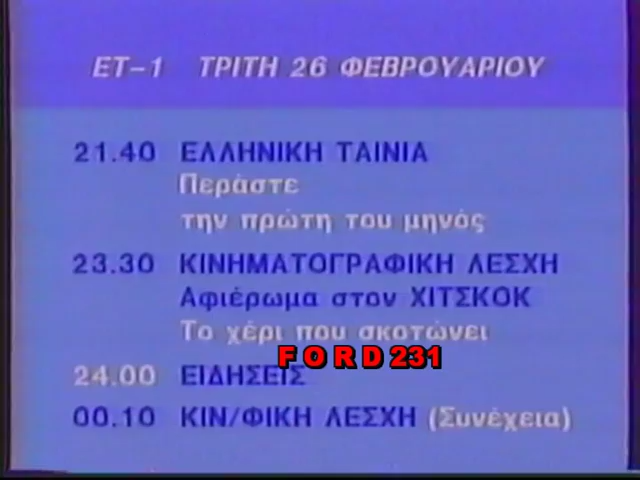 ΕΤ-1 ΤΡΙΤΗ 26 ΦΕΒΡΟΥΑΡΙΟΥ
21.40 ΕΛΛΗΝΙΚΗ ΤΑΙΝΙΑ
Περάστε
την πρώτη του μηνός
23.30 ΚΙΝΗΜΑΤΟΓΡΑΦΙΚΗ ΛΕΣΧΗ
Αφιέρωμα στον ΧΙΤΣΚΟΚ
Το χέρι που σκοτώνει
FORD231
24.00 ΕΙΔΗΣΕΙΣ
00.10 ΚΙΝ/ΦΙΚΗ ΛΕΣΧΗ (Συνέχεια)